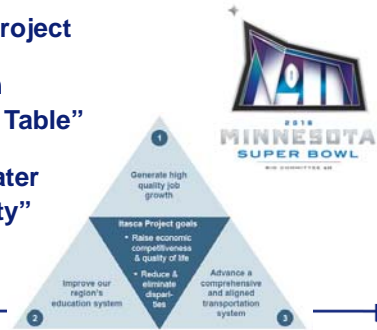 roject
Table”
ater
ty”
2018
MINNESOTA
SUPER BOWL
BID COMMITTEE
1
Generate high
quality job
growth
Itasca Project goals
• Raise economic
competitiveness
& quality of life
• Reduce &
eliminate
dispari-
ties
Improve our
region's
education system
2
Advance a
comprehensive
and aligned
transportation
system
3